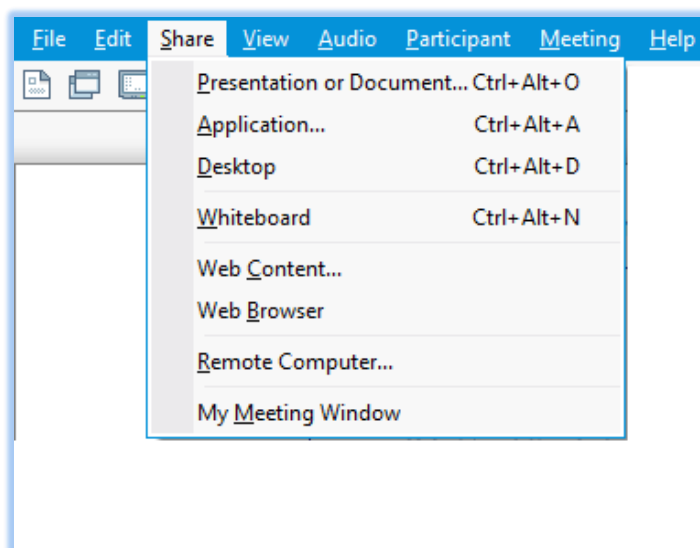 File Edit Share View Audio Participant Meeting Help
Presentation or Document... Ctrl+Alt+O
Application... Ctrl+Alt+A
Desktop Ctrl+Alt+D
Whiteboard Ctrl+Alt+N
Web Content...
Web Browser
Remote Computer...
My Meeting Window